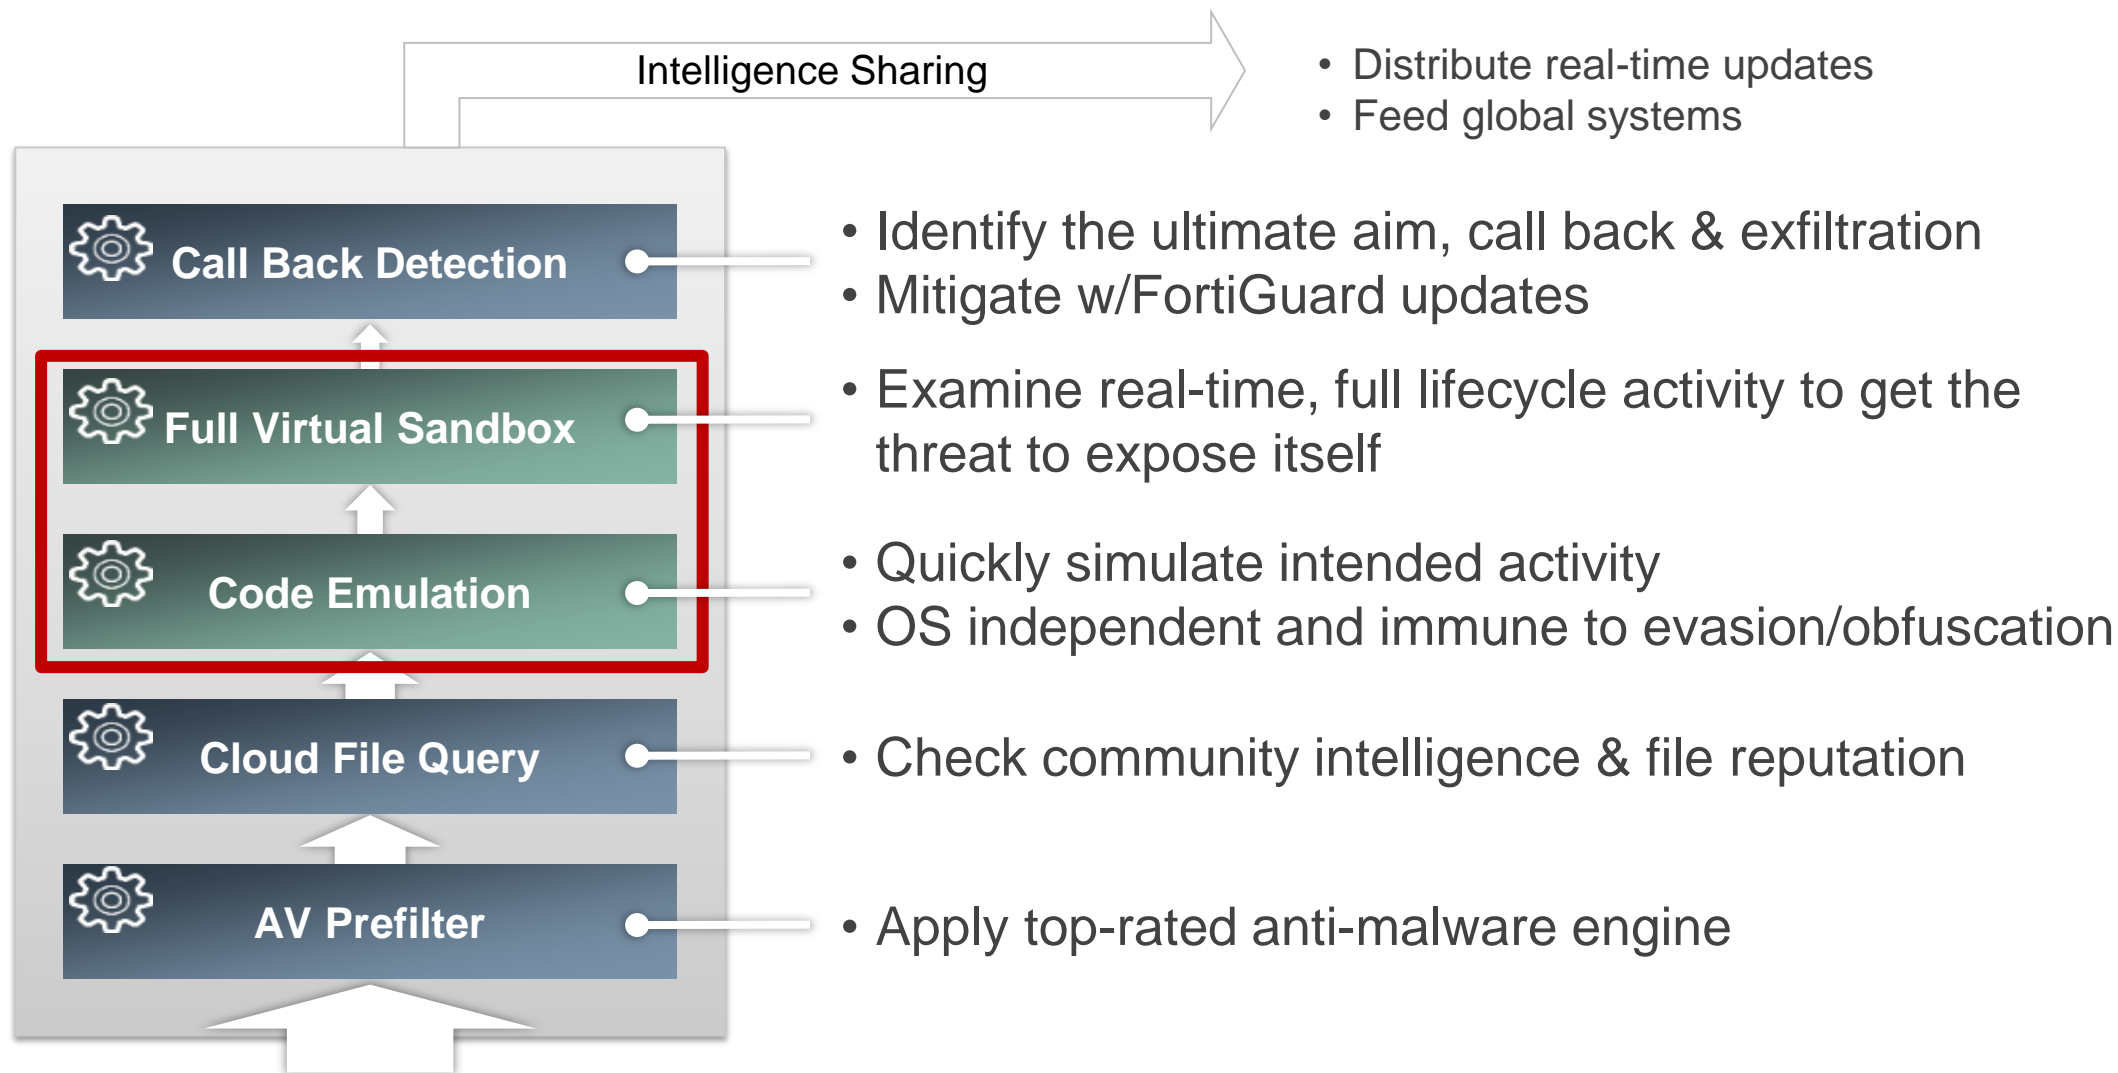 Intelligence Sharing
• Distribute real-time updates
• Feed global systems
Call Back Detection
• Identify the ultimate aim, call back & exfiltration
• Mitigate w/FortiGuard updates
Full Virtual Sandbox
• Examine real-time, full lifecycle activity to get the
threat to expose itself
Code Emulation
• Quickly simulate intended activity
• OS independent and immune to evasion/obfuscation
Cloud File Query
• Check community intelligence & file reputation
AV Prefilter
• Apply top-rated anti-malware engine